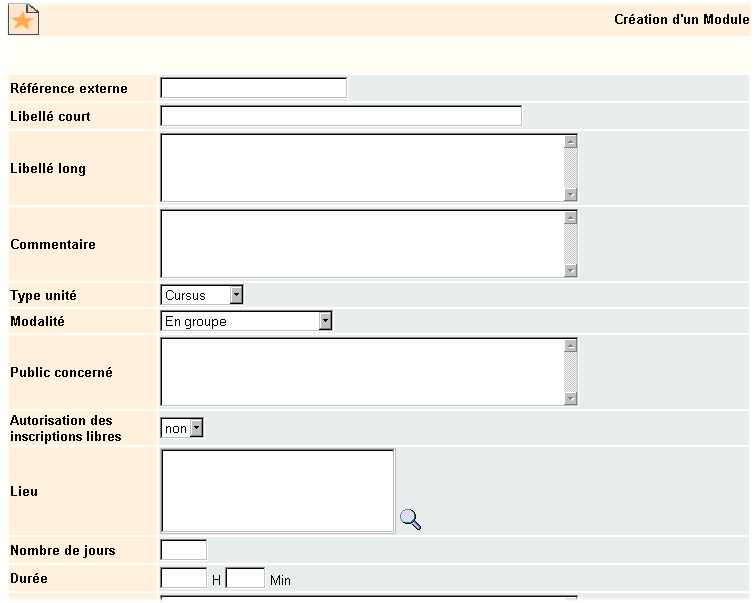 Création d'un Module
Référence externe
Libellé court
Libellé long
Commentaire
Type unité Cursus
Modalité En groupe
Public concerné
Autorisation des
inscriptions libres non
Lieu
Nombre de jours
Durée H Min